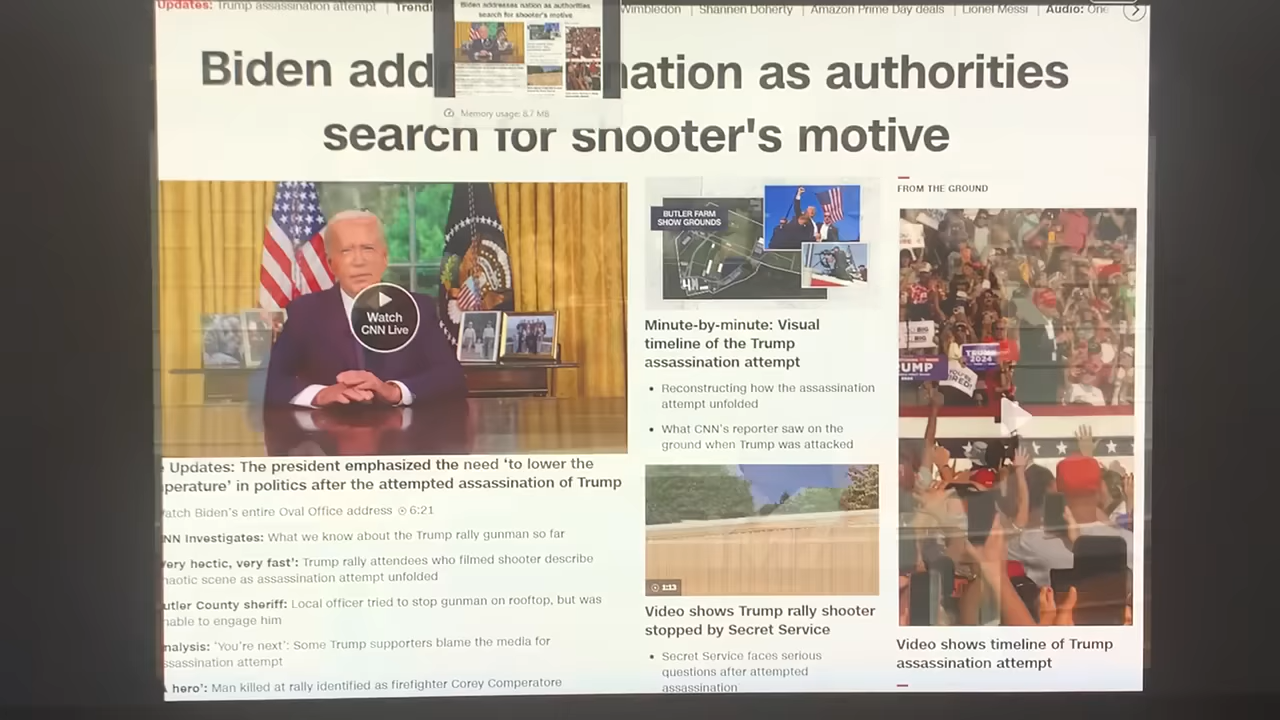 Updates: Trump assassination attempt | Trendi
Wimbledon | Shannen Doherty | Amazon Prime Day deals | Lionel Messi | Audio: One
Biden addresses nation as authorities
search for shooter's motive
Memory usage: 8.7 MB
Biden add nation as authorities
search for shooter's motive
Watch
CNN Live
Updates: The president emphasized the need ‘to lower the
perature’ in politics after the attempted assassination of Trump
atch Biden's entire Oval Office address 6:21
NN Investigates: What we know about the Trump rally gunman so far
ery hectic, very fast’: Trump rally attendees who filmed shooter describe
haotic scene as assassination attempt unfolded
utler County sheriff: Local officer tried to stop gunman on rooftop, but was
nable to engage him
nalysis: ‘You're next’: Some Trump supporters blame the media for
ssassination attempt
A hero’: Man killed at rally identified as firefighter Corey Comperatore
BUTLER FARM
SHOW GROUNDS
Minute-by-minute: Visual
timeline of the Trump
assassination attempt
• Reconstructing how the assassination
attempt unfolded
• What CNN's reporter saw on the
ground when Trump was attacked
1:13
Video shows Trump rally shooter
stopped by Secret Service
• Secret Service faces serious
questions after attempted
assassination
FROM THE GROUND
BIG
BIG
TRUMP
2024
UMP
YOU'RE
FIRED!
Video shows timeline of Trump
assassination attempt